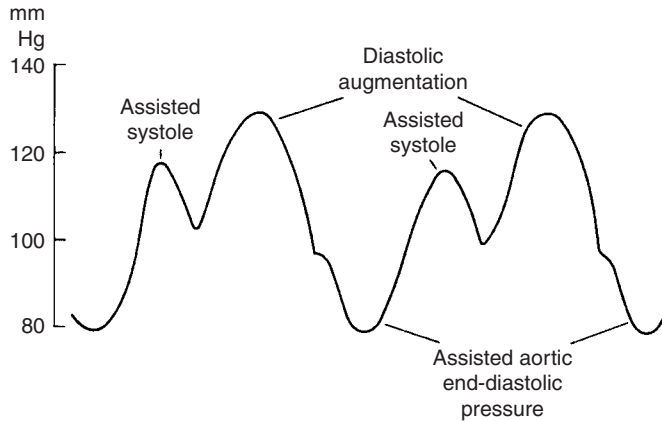 mm
Hg
140
120
100
80
Assisted
systole
Diastolic
augmentation
Assisted
systole
Assisted aortic
end-diastolic
pressure